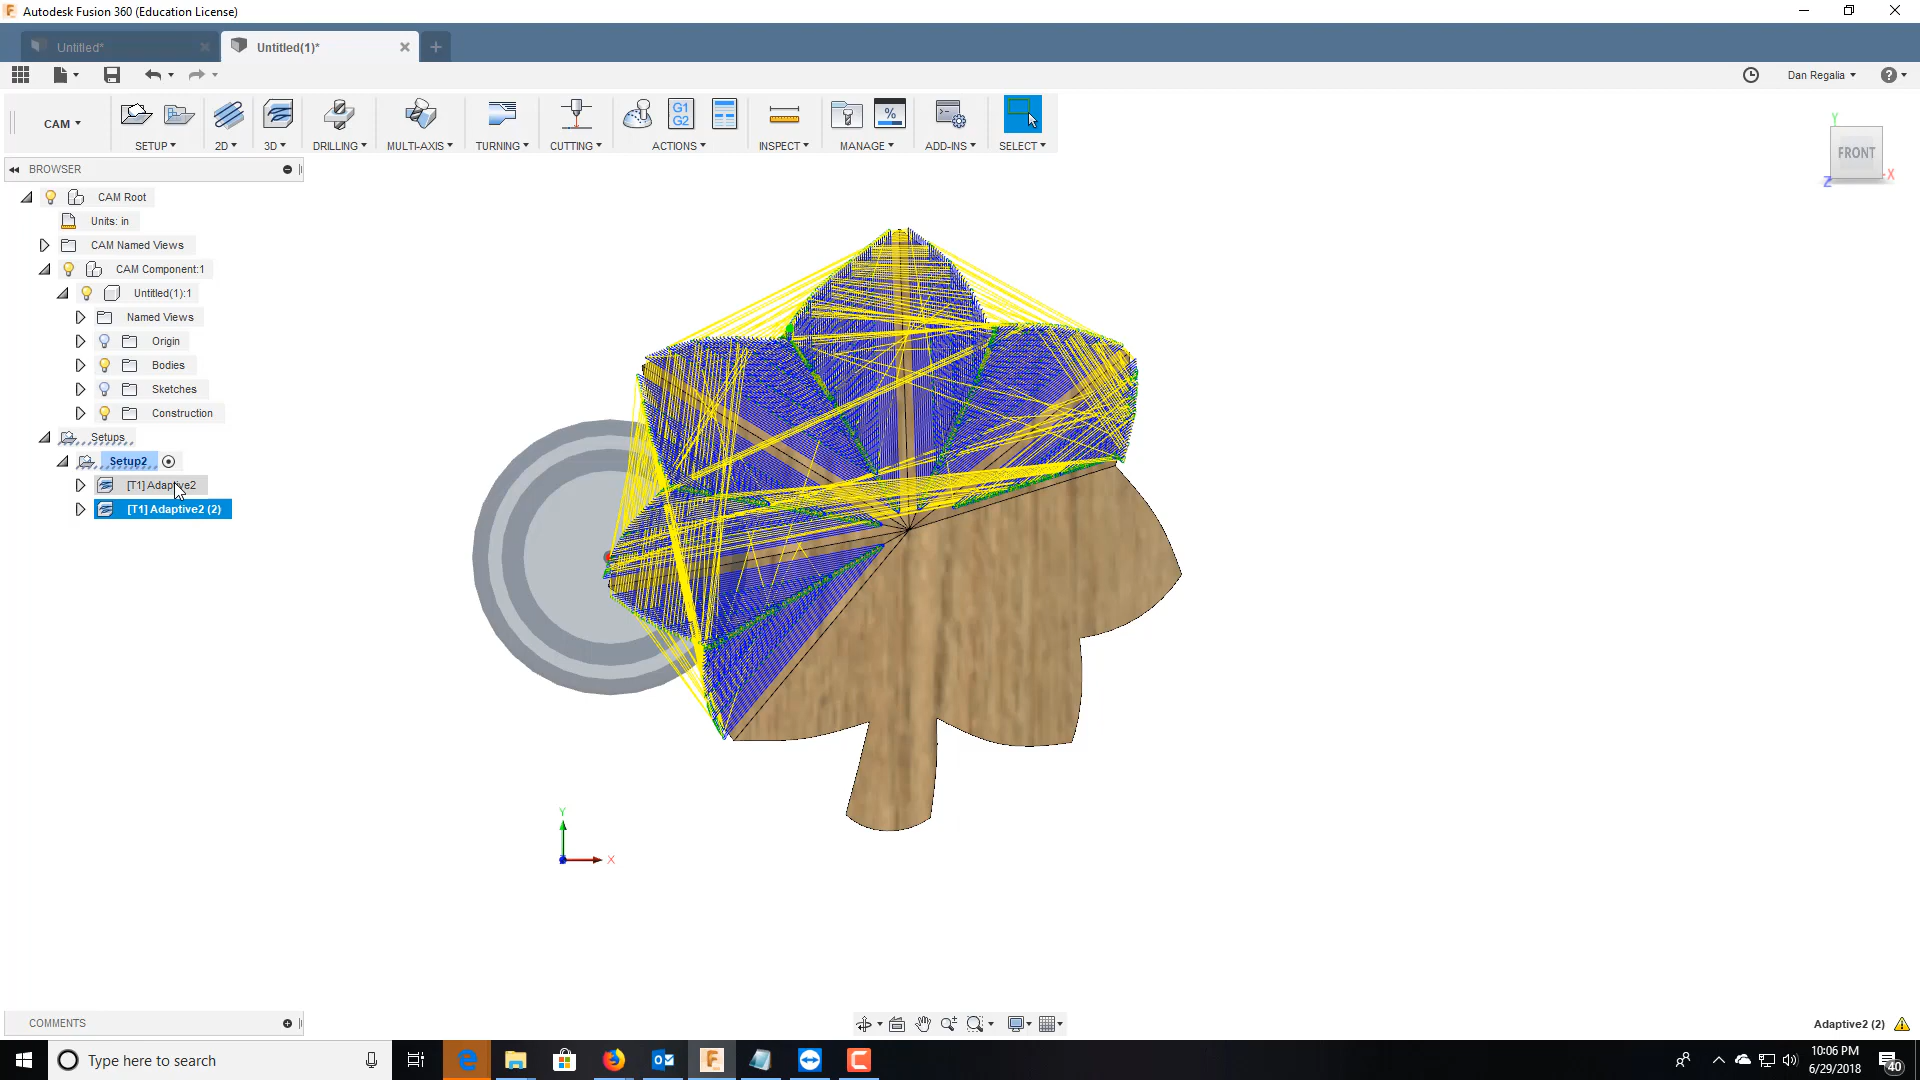 Autodesk Fusion 360 (Education License)
Untitled*
Untitled(1)*
Dan Regalia
CAM
G1
G2
%
SETUP
2D
3D
DRILLING
MULTI-AXIS
TURNING
CUTTING
ACTIONS
INSPECT
MANAGE
ADD-INS
SELECT
Y
FRONT
Z
-X
BROWSER
CAM Root
Units: in
CAM Named Views
CAM Component:1
Untitled(1):1
Named Views
Origin
Bodies
Sketches
Construction
Setups
Setup2
[T1] Adaptive2
[T1] Adaptive2 (2)
Y
X
COMMENTS
Adaptive2 (2)
Type here to search
10:06 PM
6/29/2018
40